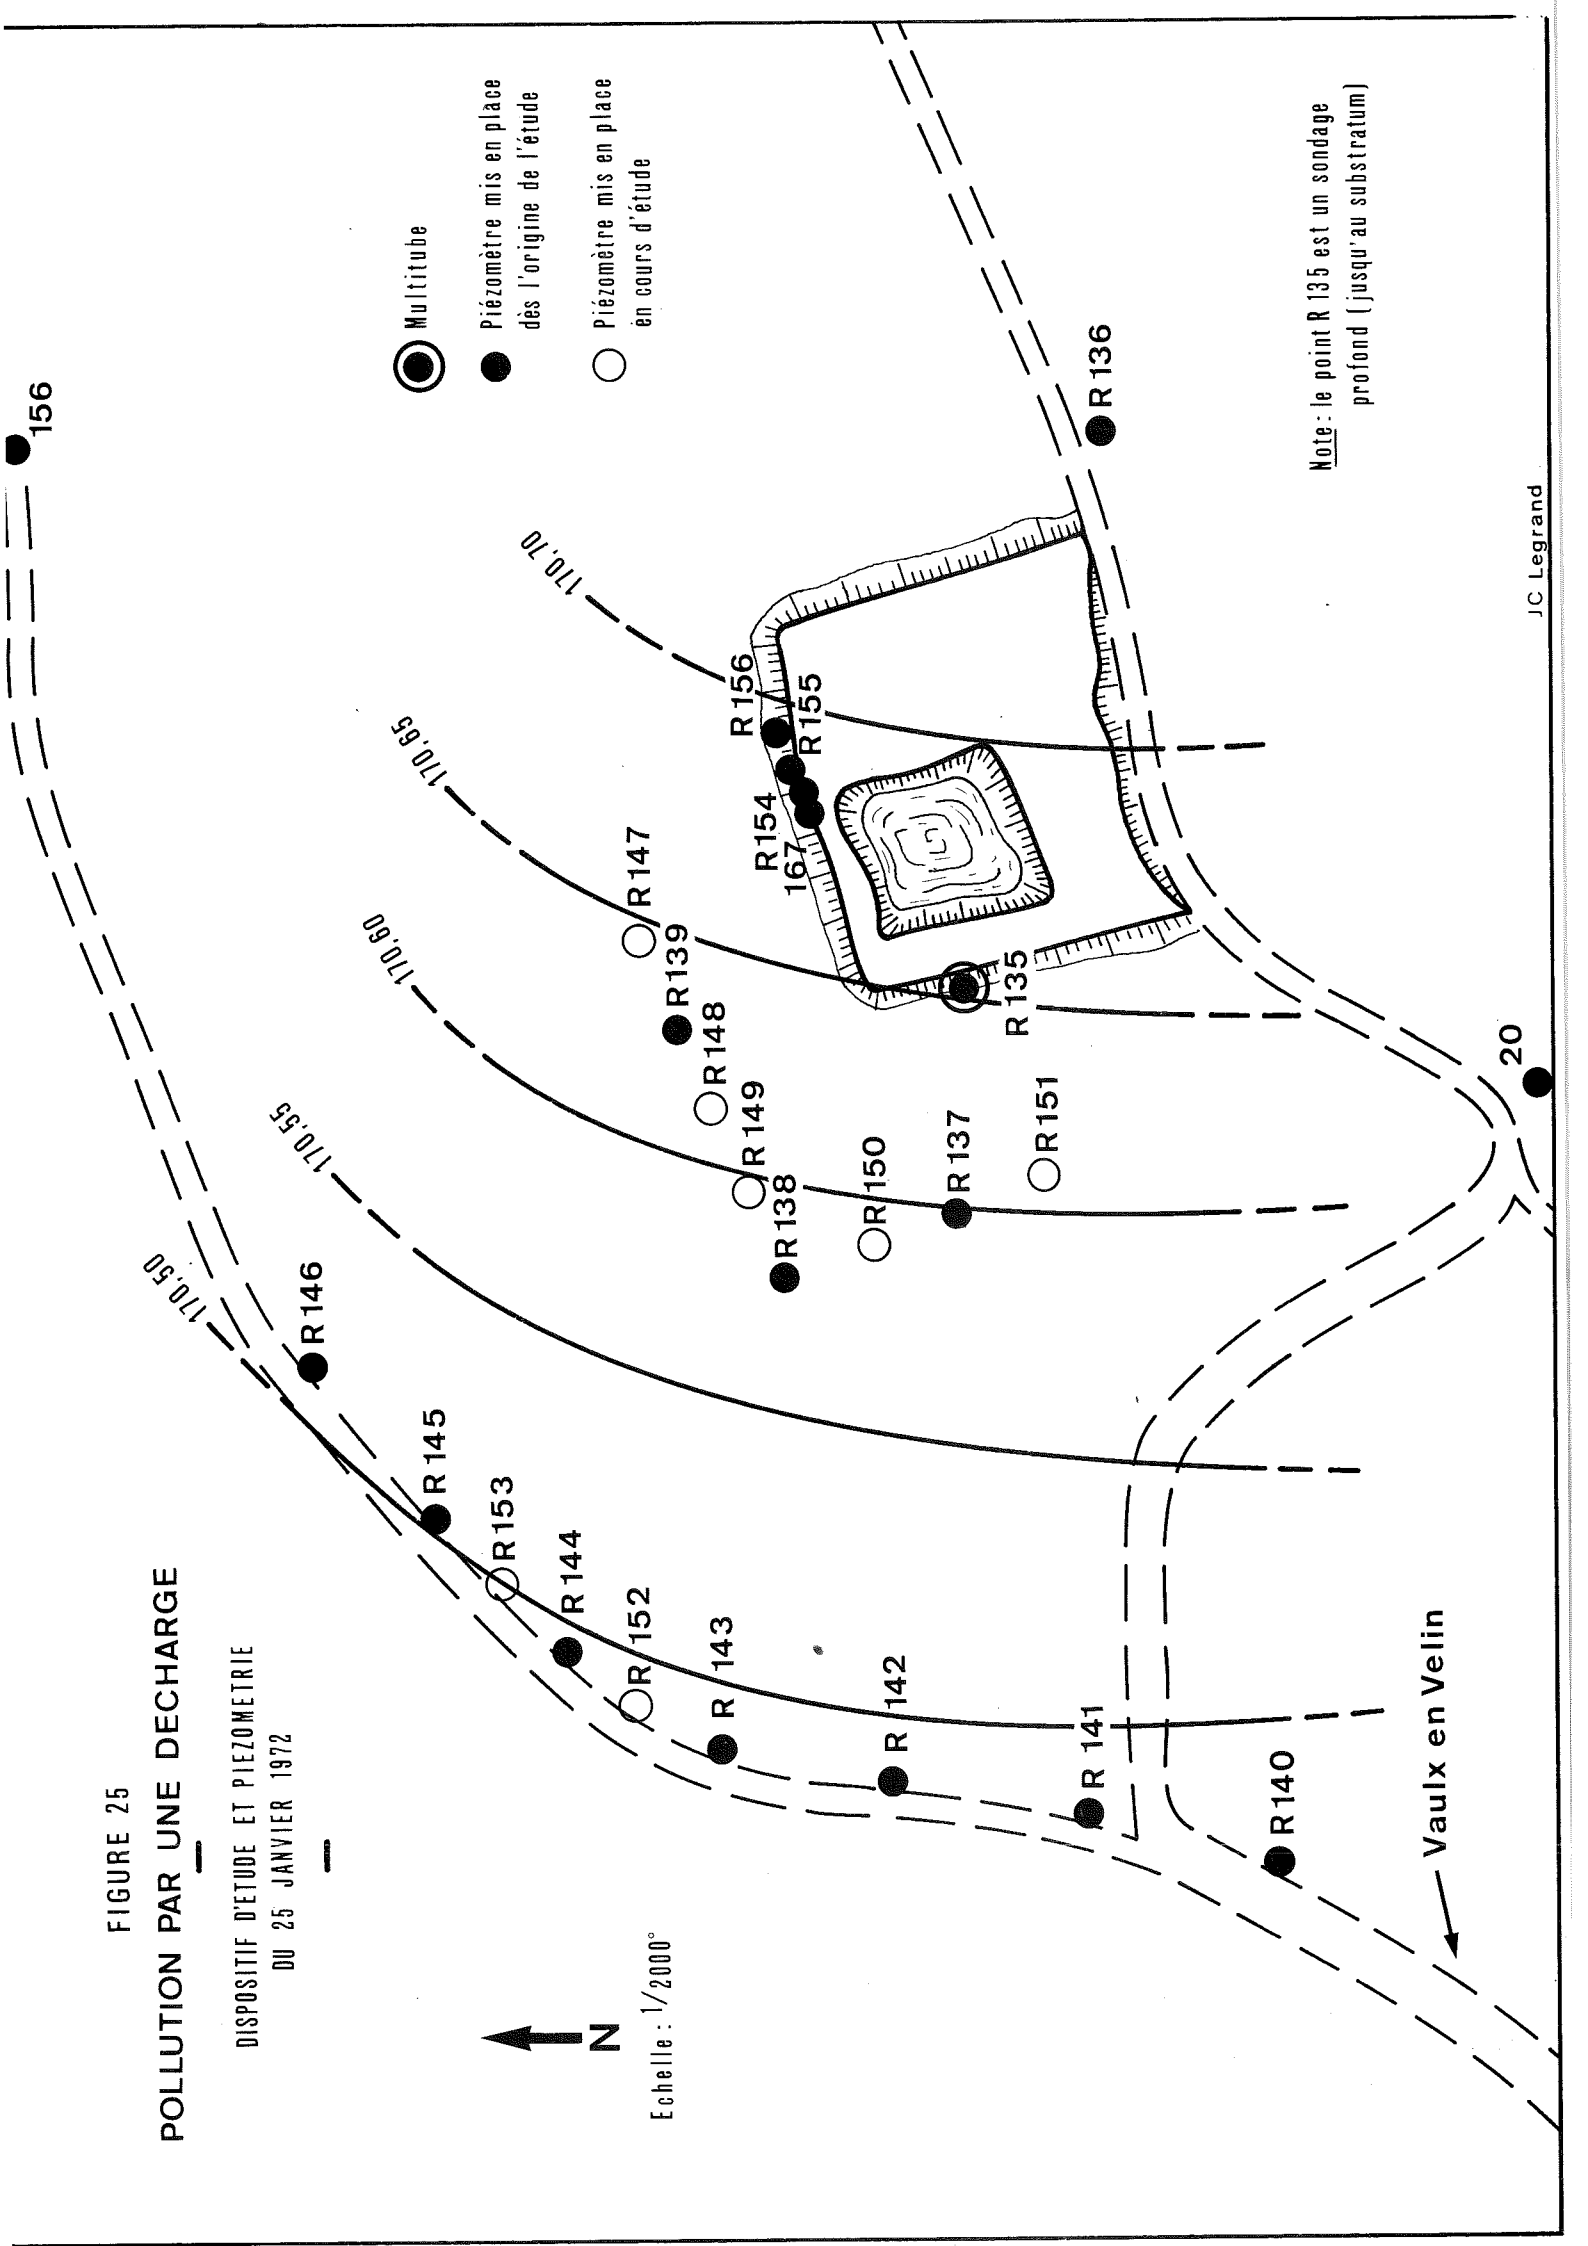 FIGURE 25
POLLUTION PAR UNE DECHARGE
DISPOSITIF D'ETUDE ET PIEZOMETRIE
DU 25 JANVIER 1972
N
Echelle : 1/2000°
Multitube
Piézomètre mis en place
dès l'origine de l'étude
Piézomètre mis en place
en cours d'étude
156
170,50
170,55
170,60
170,65
170,70
R 146
R 145
R 153
R 144
R 152
R 143
R 142
R 141
R 140
R 147
R 139
R 148
R 149
R 138
R 150
R 137
R 151
R 135
R 156
R 155
R 154
167
R 136
20
Vaulx en Velin
Note : le point R 135 est un sondage
profond (jusqu'au substratum)
JC Legrand